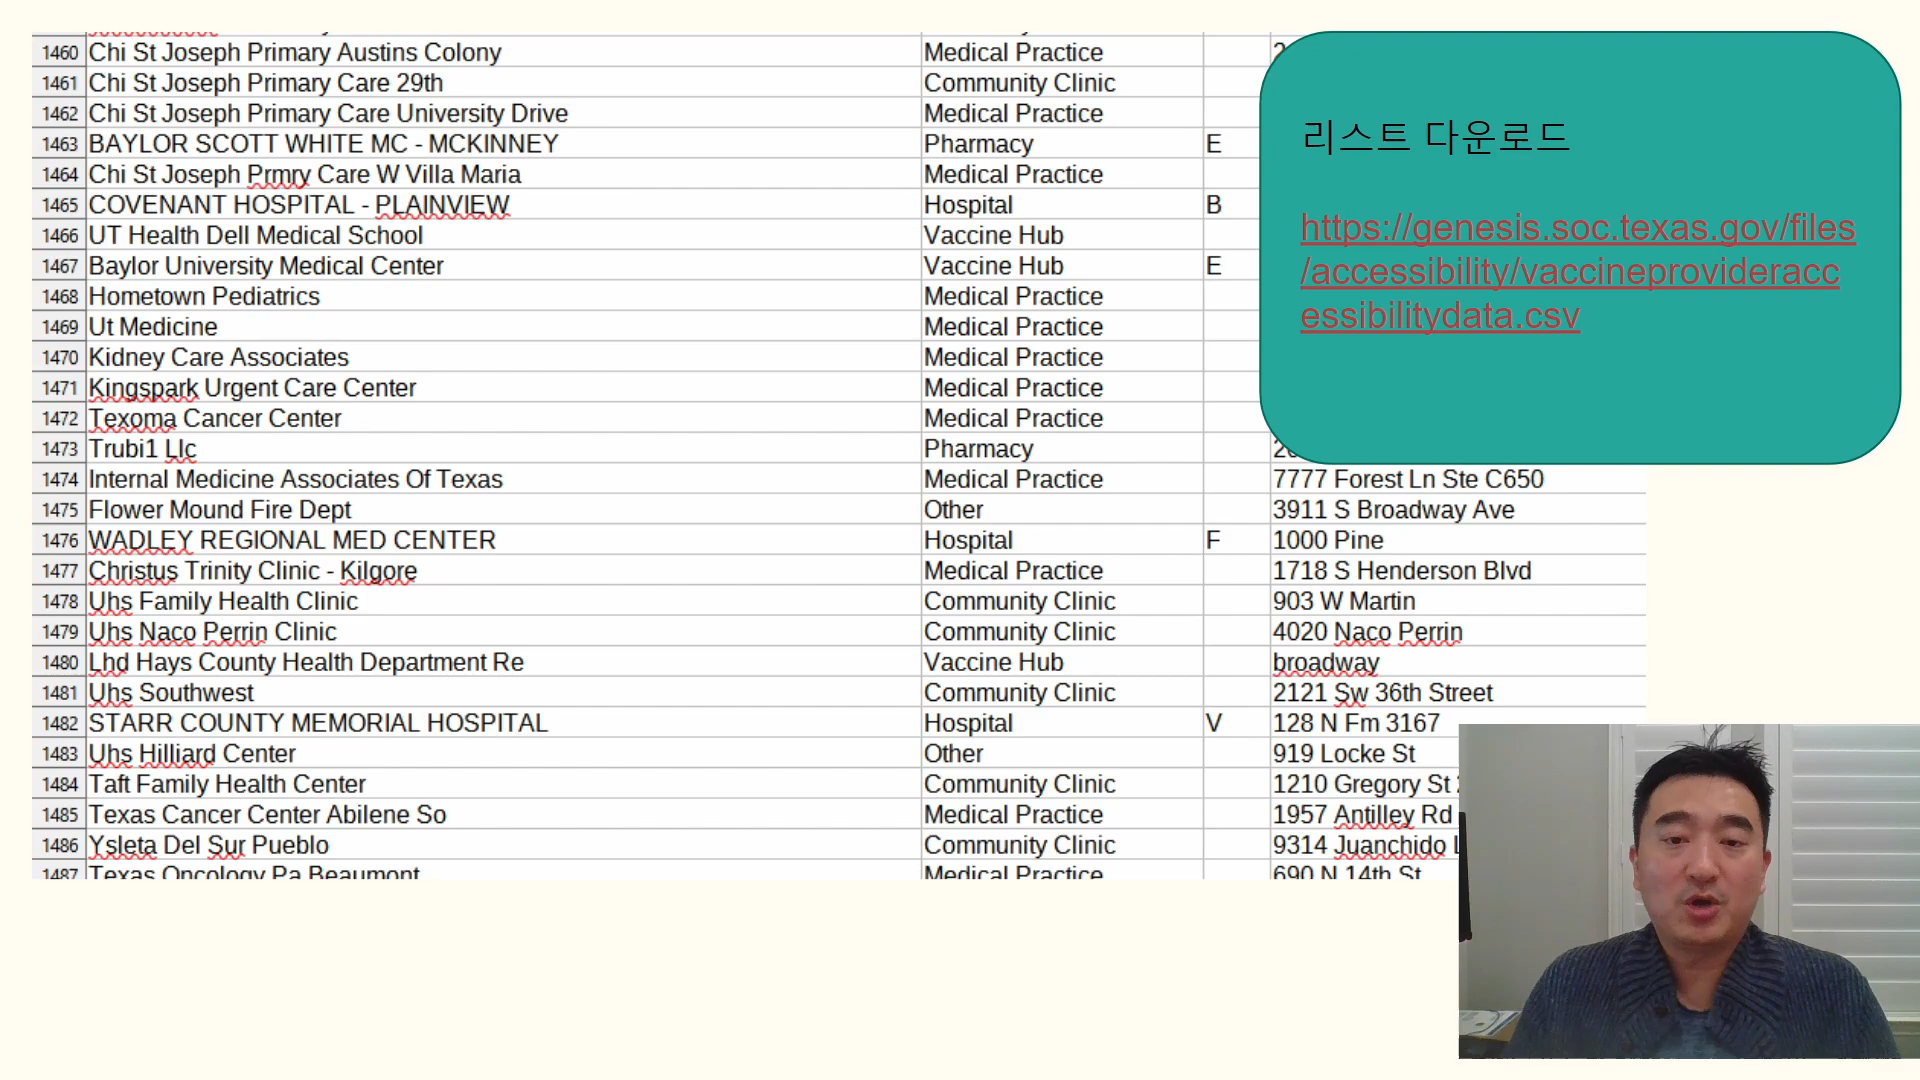 1460 Chi St Joseph Primary Austins Colony Medical Practice
1461 Chi St Joseph Primary Care 29th Community Clinic
1462 Chi St Joseph Primary Care University Drive Medical Practice
1463 BAYLOR SCOTT WHITE MC - MCKINNEY Pharmacy E
1464 Chi St Joseph Prmry Care W Villa Maria Medical Practice
1465 COVENANT HOSPITAL - PLAINVIEW Hospital B
1466 UT Health Dell Medical School Vaccine Hub
1467 Baylor University Medical Center Vaccine Hub E
1468 Hometown Pediatrics Medical Practice
1469 Ut Medicine Medical Practice
1470 Kidney Care Associates Medical Practice
1471 Kingspark Urgent Care Center Medical Practice
1472 Texoma Cancer Center Medical Practice
1473 Trubi1 Llc Pharmacy
1474 Internal Medicine Associates Of Texas Medical Practice 7777 Forest Ln Ste C650
1475 Flower Mound Fire Dept Other 3911 S Broadway Ave
1476 WADLEY REGIONAL MED CENTER Hospital F 1000 Pine
1477 Christus Trinity Clinic - Kilgore Medical Practice 1718 S Henderson Blvd
1478 Uhs Family Health Clinic Community Clinic 903 W Martin
1479 Uhs Naco Perrin Clinic Community Clinic 4020 Naco Perrin
1480 Lhd Hays County Health Department Re Vaccine Hub broadway
1481 Uhs Southwest Community Clinic 2121 Sw 36th Street
1482 STARR COUNTY MEMORIAL HOSPITAL Hospital V 128 N Fm 3167
1483 Uhs Hilliard Center Other 919 Locke St
1484 Taft Family Health Center Community Clinic 1210 Gregory St
1485 Texas Cancer Center Abilene So Medical Practice 1957 Antilley Rd
1486 Ysleta Del Sur Pueblo Community Clinic 9314 Juanchido
1487 Texas Oncology Pa Beaumont Medical Practice 690 N 14th St
리스트 다운로드
https://genesis.soc.texas.gov/files
/accessibility/vaccineprovideracc
essibilitydata.csv